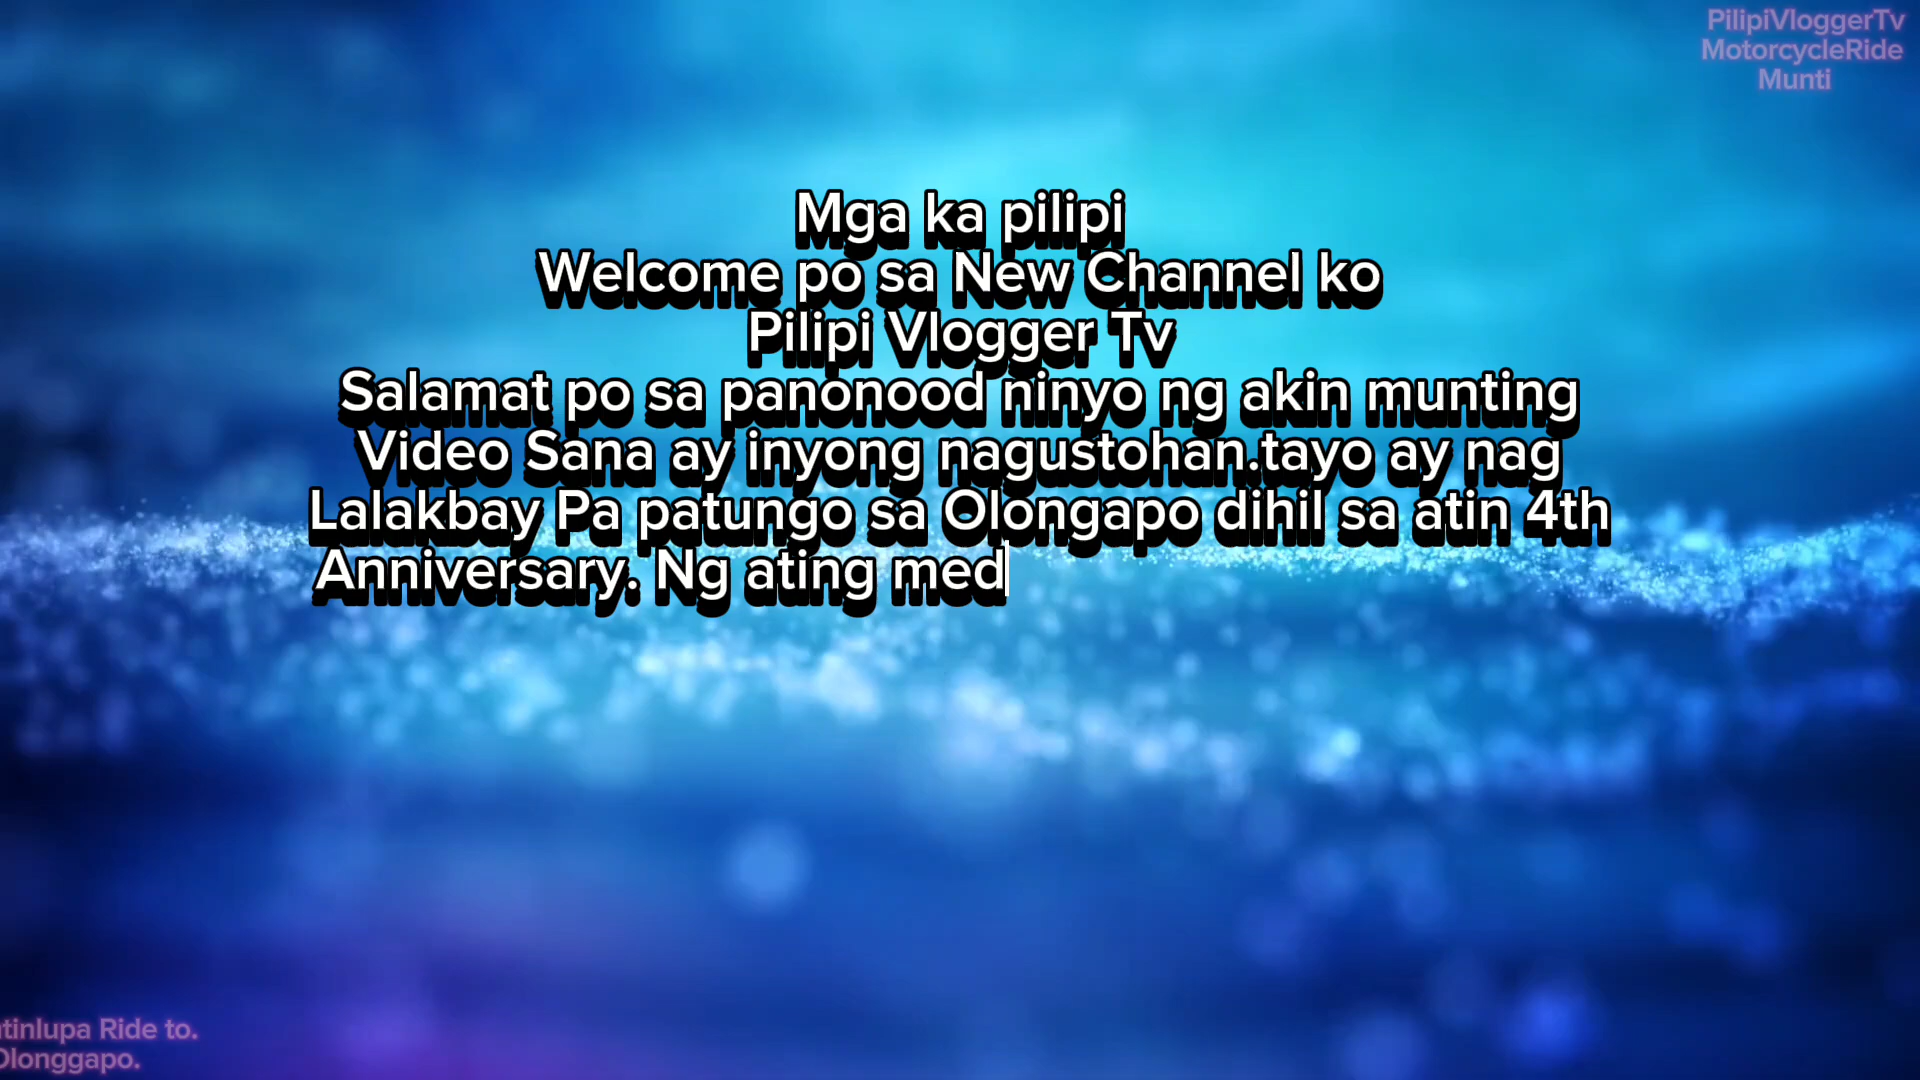 PilipiVloggerTv
MotorcycleRide
Munti
Mga ka pilipi
Welcome po sa New Channel ko
Pilipi Vlogger Tv
Salamat po sa panonood ninyo ng akin munting
Video Sana ay inyong nagustohan.tayo ay nag
Lalakbay Pa patungo sa Olongapo dihil sa atin 4th
Anniversary. Ng ating med
tinlupa Ride to.
Olonggapo.